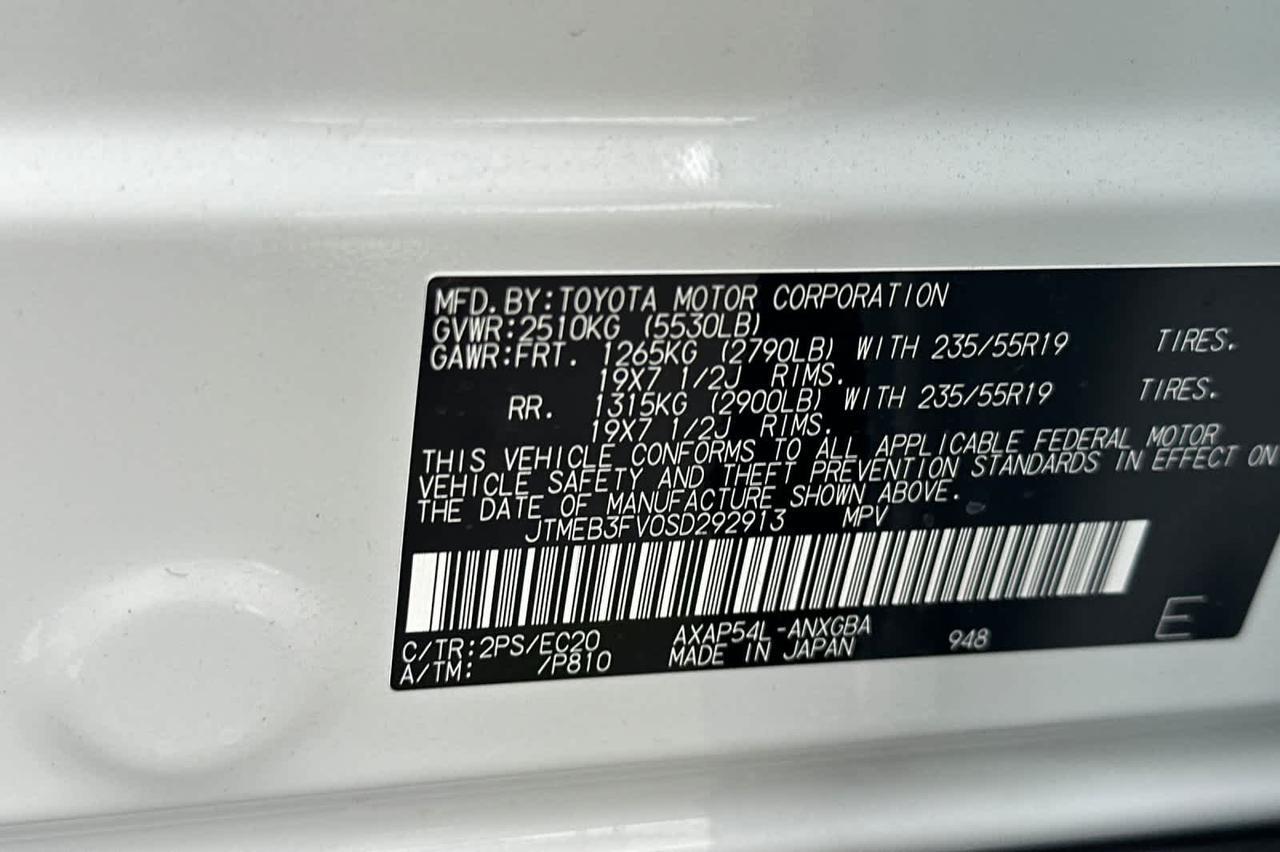 MFD. BY: TOYOTA MOTOR CORPORATION
GVWR: 2510KG (5530LB)
GAWR: FRT. 1265KG (2790LB) WITH 235/55R19 TIRES.
19X7 1/2J RIMS.
RR. 1315KG (2900LB) WITH 235/55R19 TIRES.
19X7 1/2J RIMS.
THIS VEHICLE CONFORMS TO ALL APPLICABLE FEDERAL MOTOR
VEHICLE SAFETY AND THEFT PREVENTION STANDARDS IN EFFECT ON
THE DATE OF MANUFACTURE SHOWN ABOVE.
JTMEB3FV0SD292913 MPV
C/TR: 2PS/EC20 AXAP54L-ANXGBA 948 E
A/TM: /P810 MADE IN JAPAN